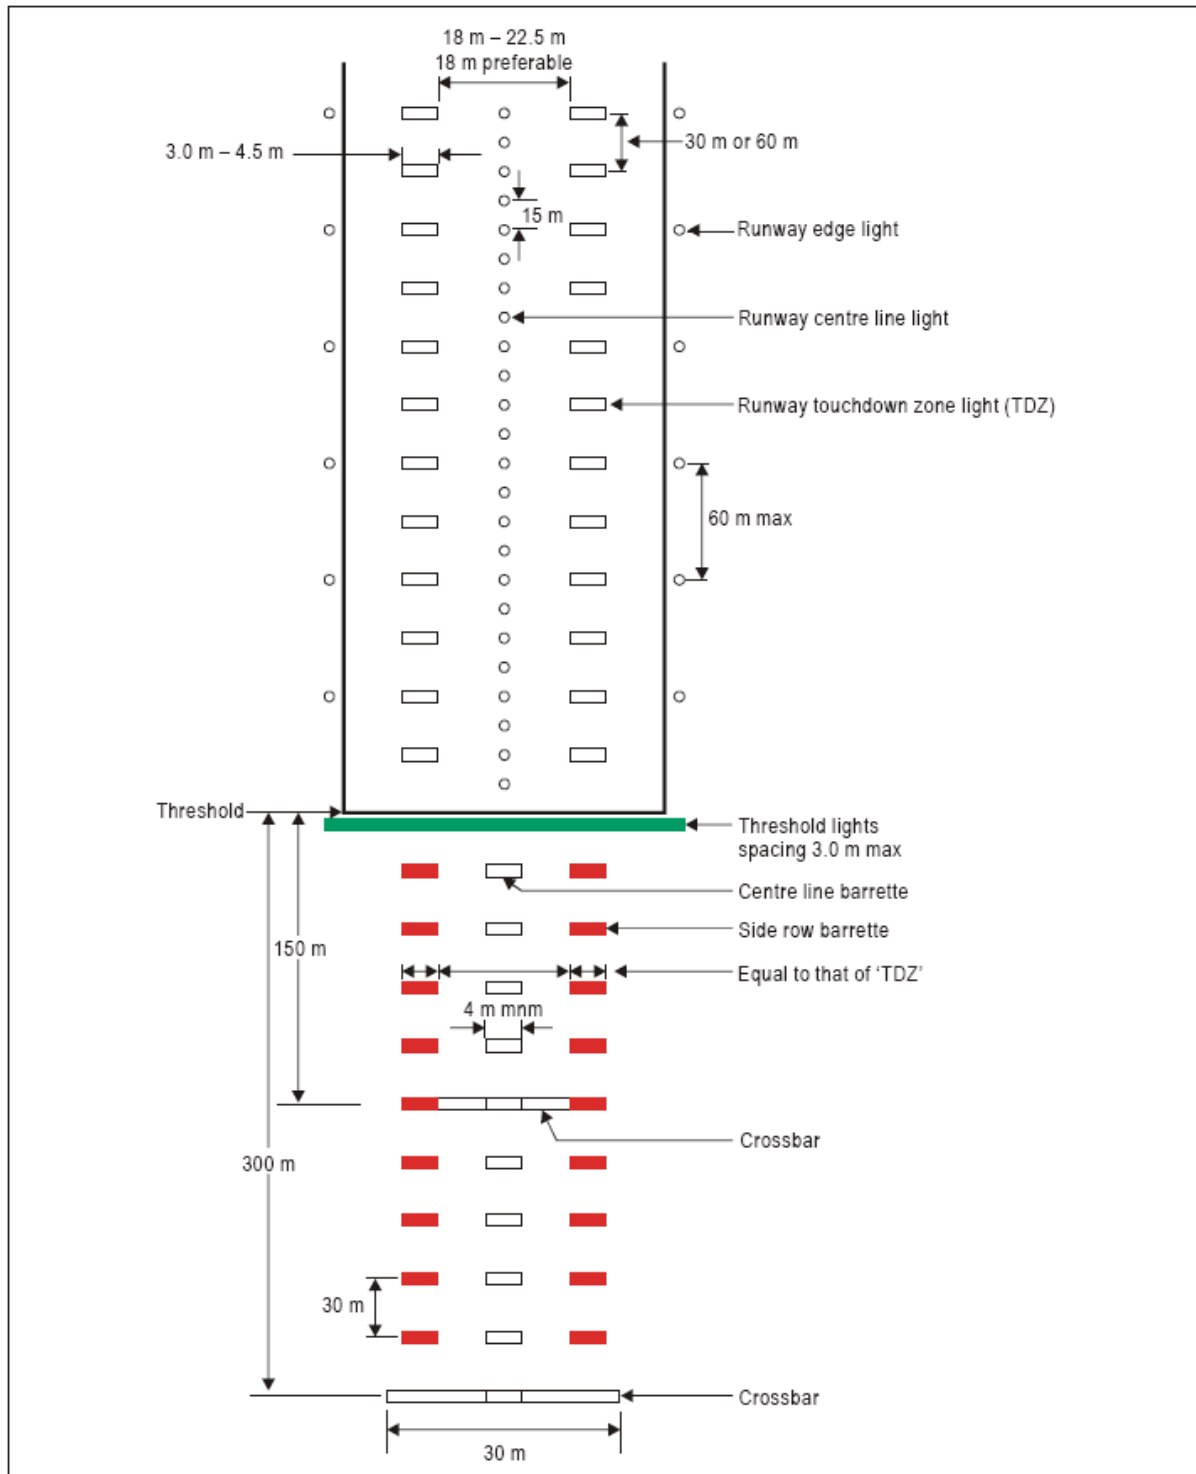 18 m – 22.5 m
18 m preferable
30 m or 60 m
3.0 m – 4.5 m
15 m
Runway edge light
Runway centre line light
Runway touchdown zone light (TDZ)
60 m max
Threshold
Threshold lights
spacing 3.0 m max
Centre line barrette
Side row barrette
150 m
Equal to that of ‘TDZ’
4 m mnm
Crossbar
300 m
30 m
Crossbar
30 m